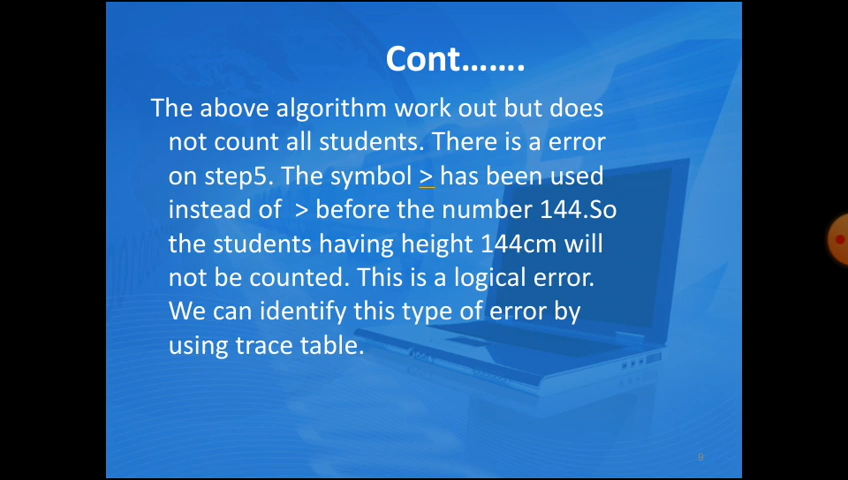 Cont.......
The above algorithm work out but does
not count all students. There is a error
on step5. The symbol > has been used
instead of > before the number 144.So
the students having height 144cm will
not be counted. This is a logical error.
We can identify this type of error by
using trace table.
9